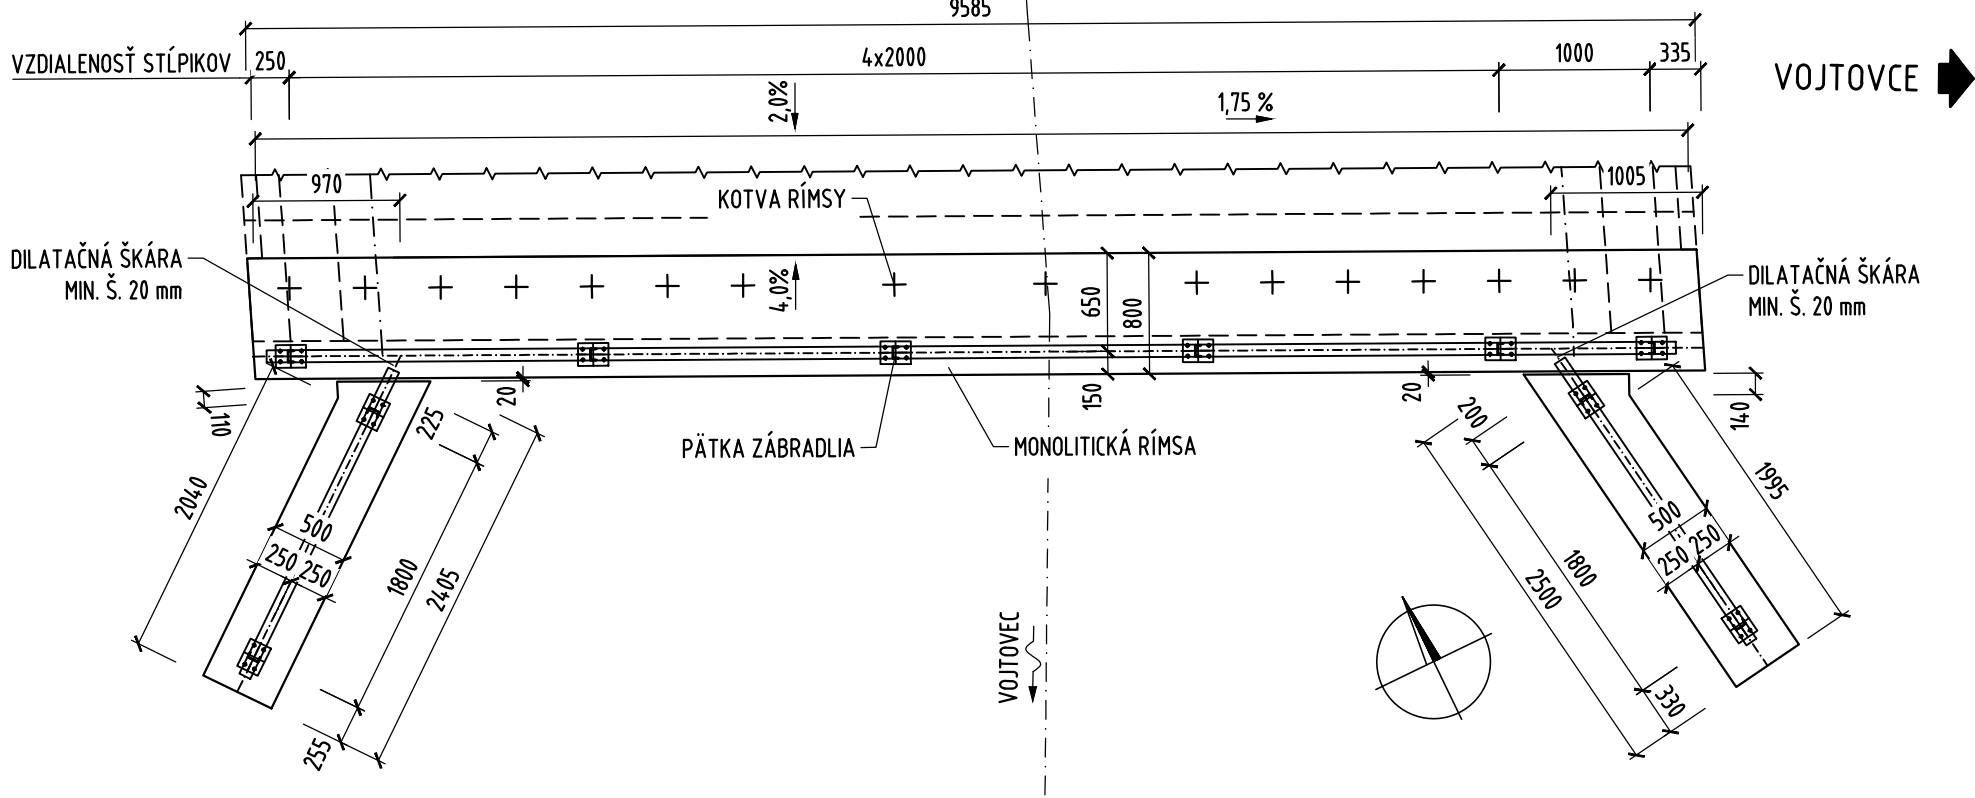 9585
VZDIALENOSŤ STĹPIKOV
250
4x2000
1000
335
VOJTOVCE
2,0%
1,75 %
970
1005
KOTVA RÍMSY
DILATAČNÁ ŠKÁRA
MIN. Š. 20 mm
4,0%
650
800
DILATAČNÁ ŠKÁRA
MIN. Š. 20 mm
110
20
225
150
20
200
140
PÄTKA ZÁBRADLIA
MONOLITICKÁ RÍMSA
2040
500
250
250
1800
2405
255
1995
500
250
250
1800
2500
330
VOJTOVEC